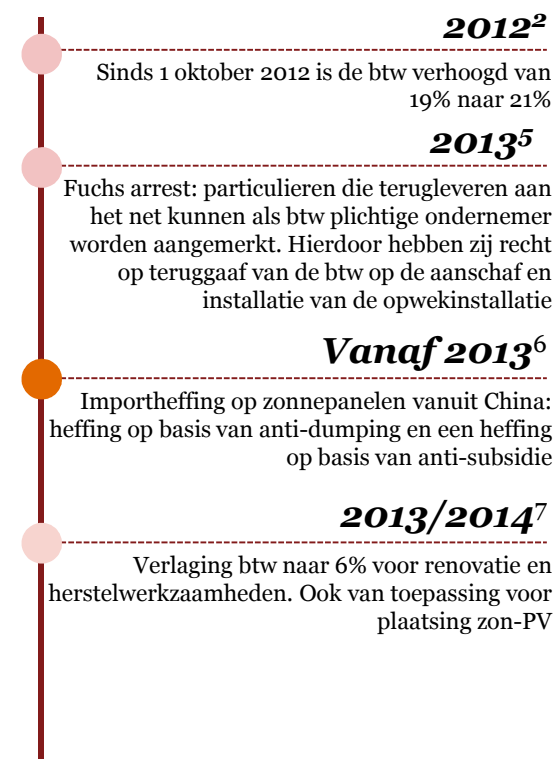 2012²
Sinds 1 oktober 2012 is de btw verhoogd van
19% naar 21%
2013⁵
Fuchs arrest: particulieren die terugleveren aan
het net kunnen als btw plichtige ondernemer
worden aangemerkt. Hierdoor hebben zij recht
op teruggaaf van de btw op de aanschaf en
installatie van de opwekinstallatie
Vanaf 2013⁶
Importheffing op zonnepanelen vanuit China:
heffing op basis van anti-dumping en een heffing
op basis van anti-subsidie
2013/2014⁷
Verlaging btw naar 6% voor renovatie en
herstelwerkzaamheden. Ook van toepassing voor
plaatsing zon-PV